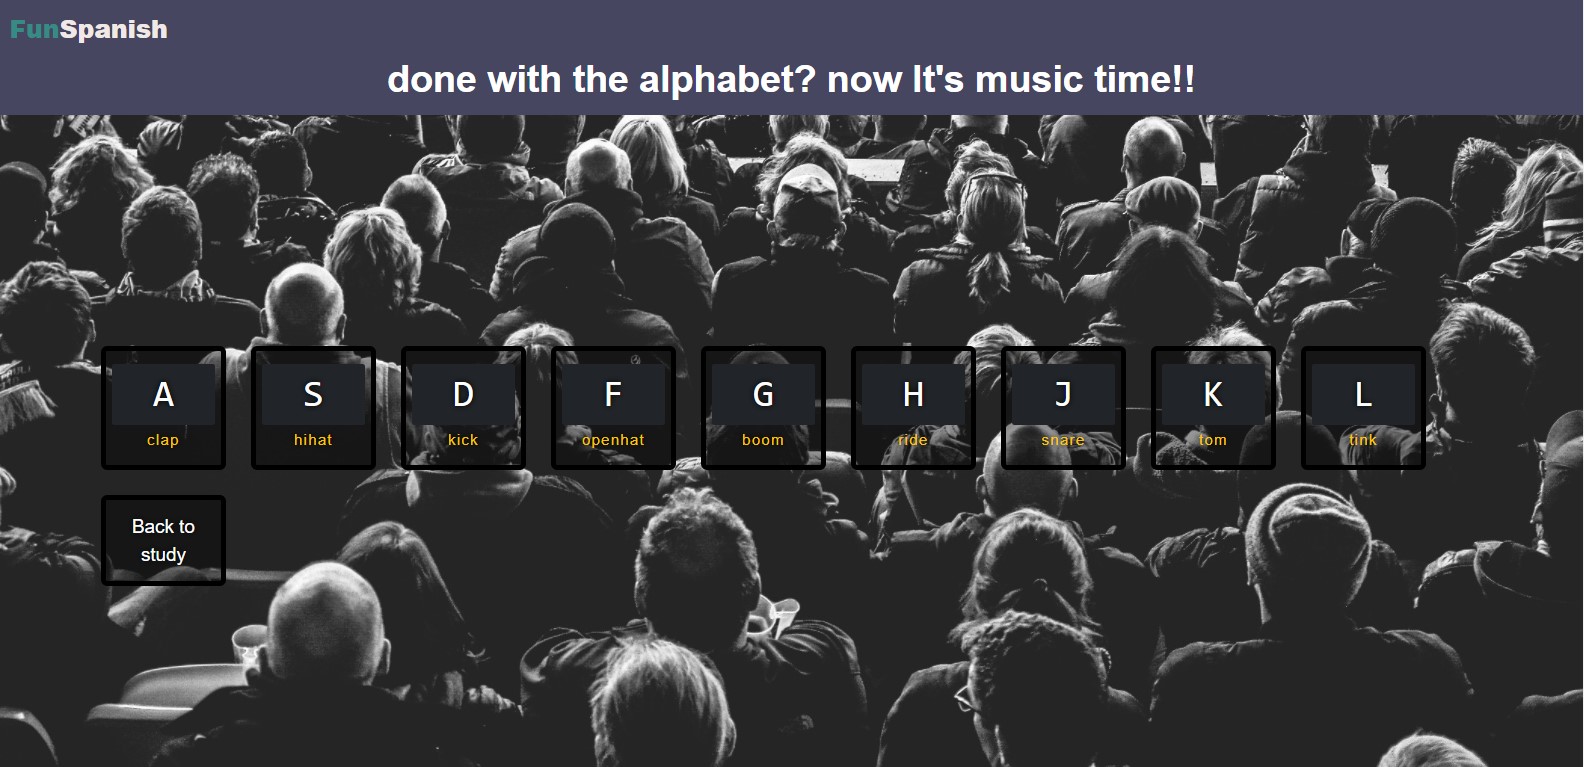 FunSpanish
done with the alphabet? now It's music time!!
A S D F G H J K L
clap hihat kick openhat boom ride snare tom tink
Back to
study